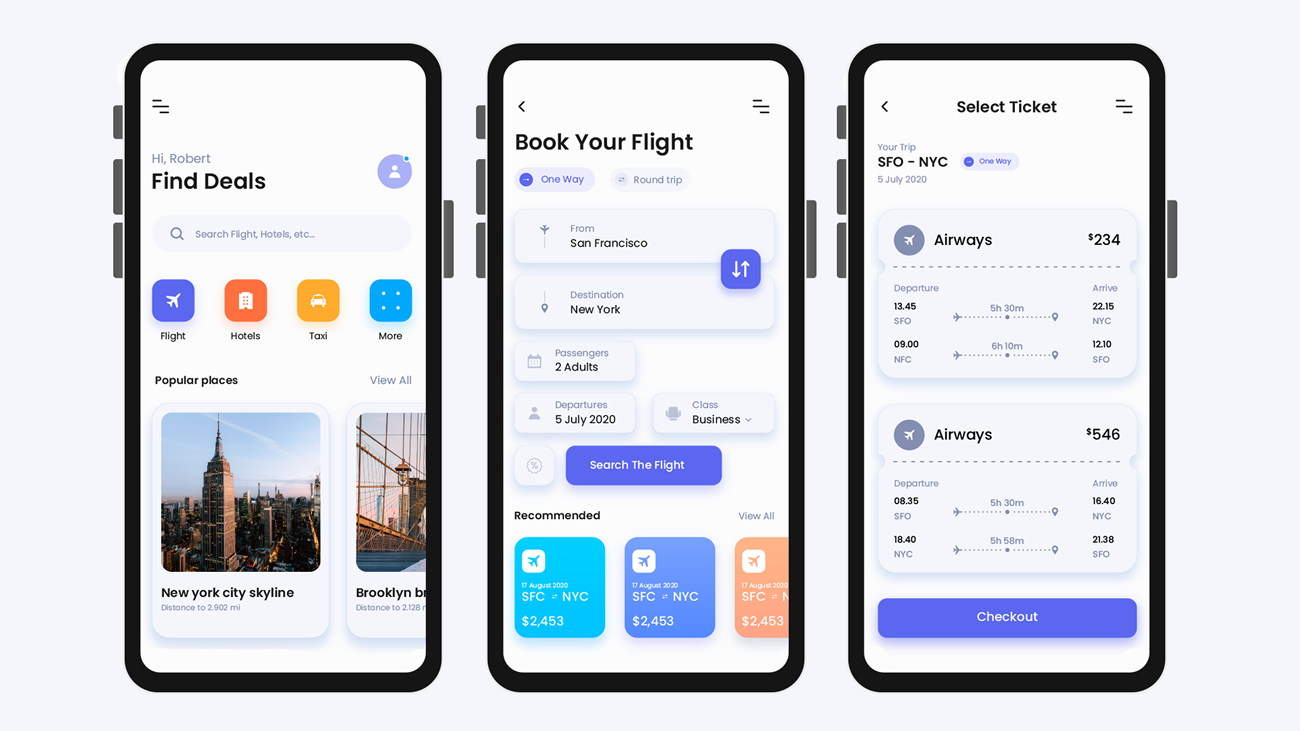 Hi, Robert
Find Deals
Search Flight, Hotels, etc...
Flight
Hotels
Taxi
More
Popular places
View All
New york city skyline
Distance to 2.902 mi
Brooklyn br
Distance to 2.128 m
Book Your Flight
One Way
Round trip
From
San Francisco
Destination
New York
Passengers
2 Adults
Departures
5 July 2020
Class
Business
%
Search The Flight
Recommended
View All
17 August 2020
SFC ⇄ NYC
$2,453
17 August 2020
SFC ⇄ NYC
$2,453
17 August 2020
SFC ⇄ N
$2,453
Select Ticket
Your Trip
SFO - NYC
One Way
5 July 2020
Airways
$234
Departure
Arrive
13.45
5h 30m
22.15
SFO
NYC
09.00
6h 10m
12.10
NFC
SFO
Airways
$546
Departure
Arrive
08.35
5h 30m
16.40
SFO
NYC
18.40
5h 58m
21.38
NYC
SFO
Checkout